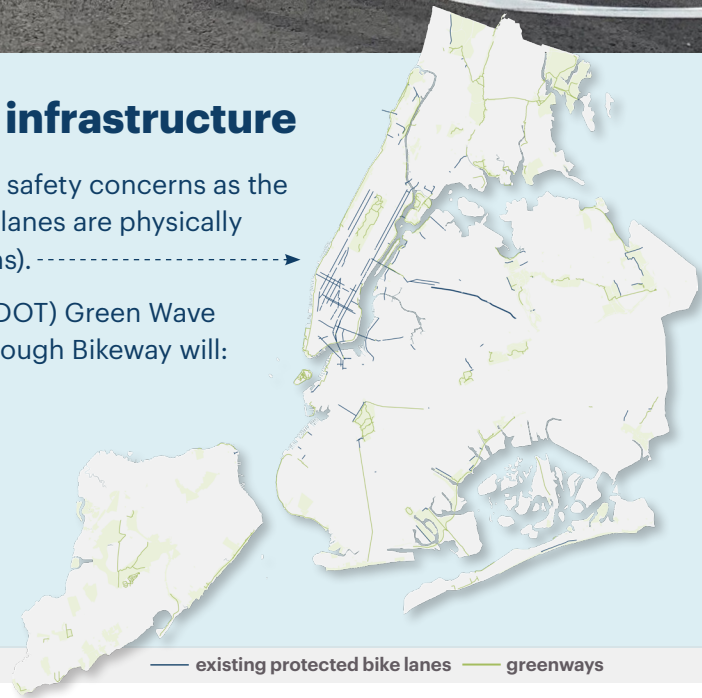 infrastructure
safety concerns as the
lanes are physically
s).
DOT) Green Wave
ough Bikeway will:
existing protected bike lanes
greenways